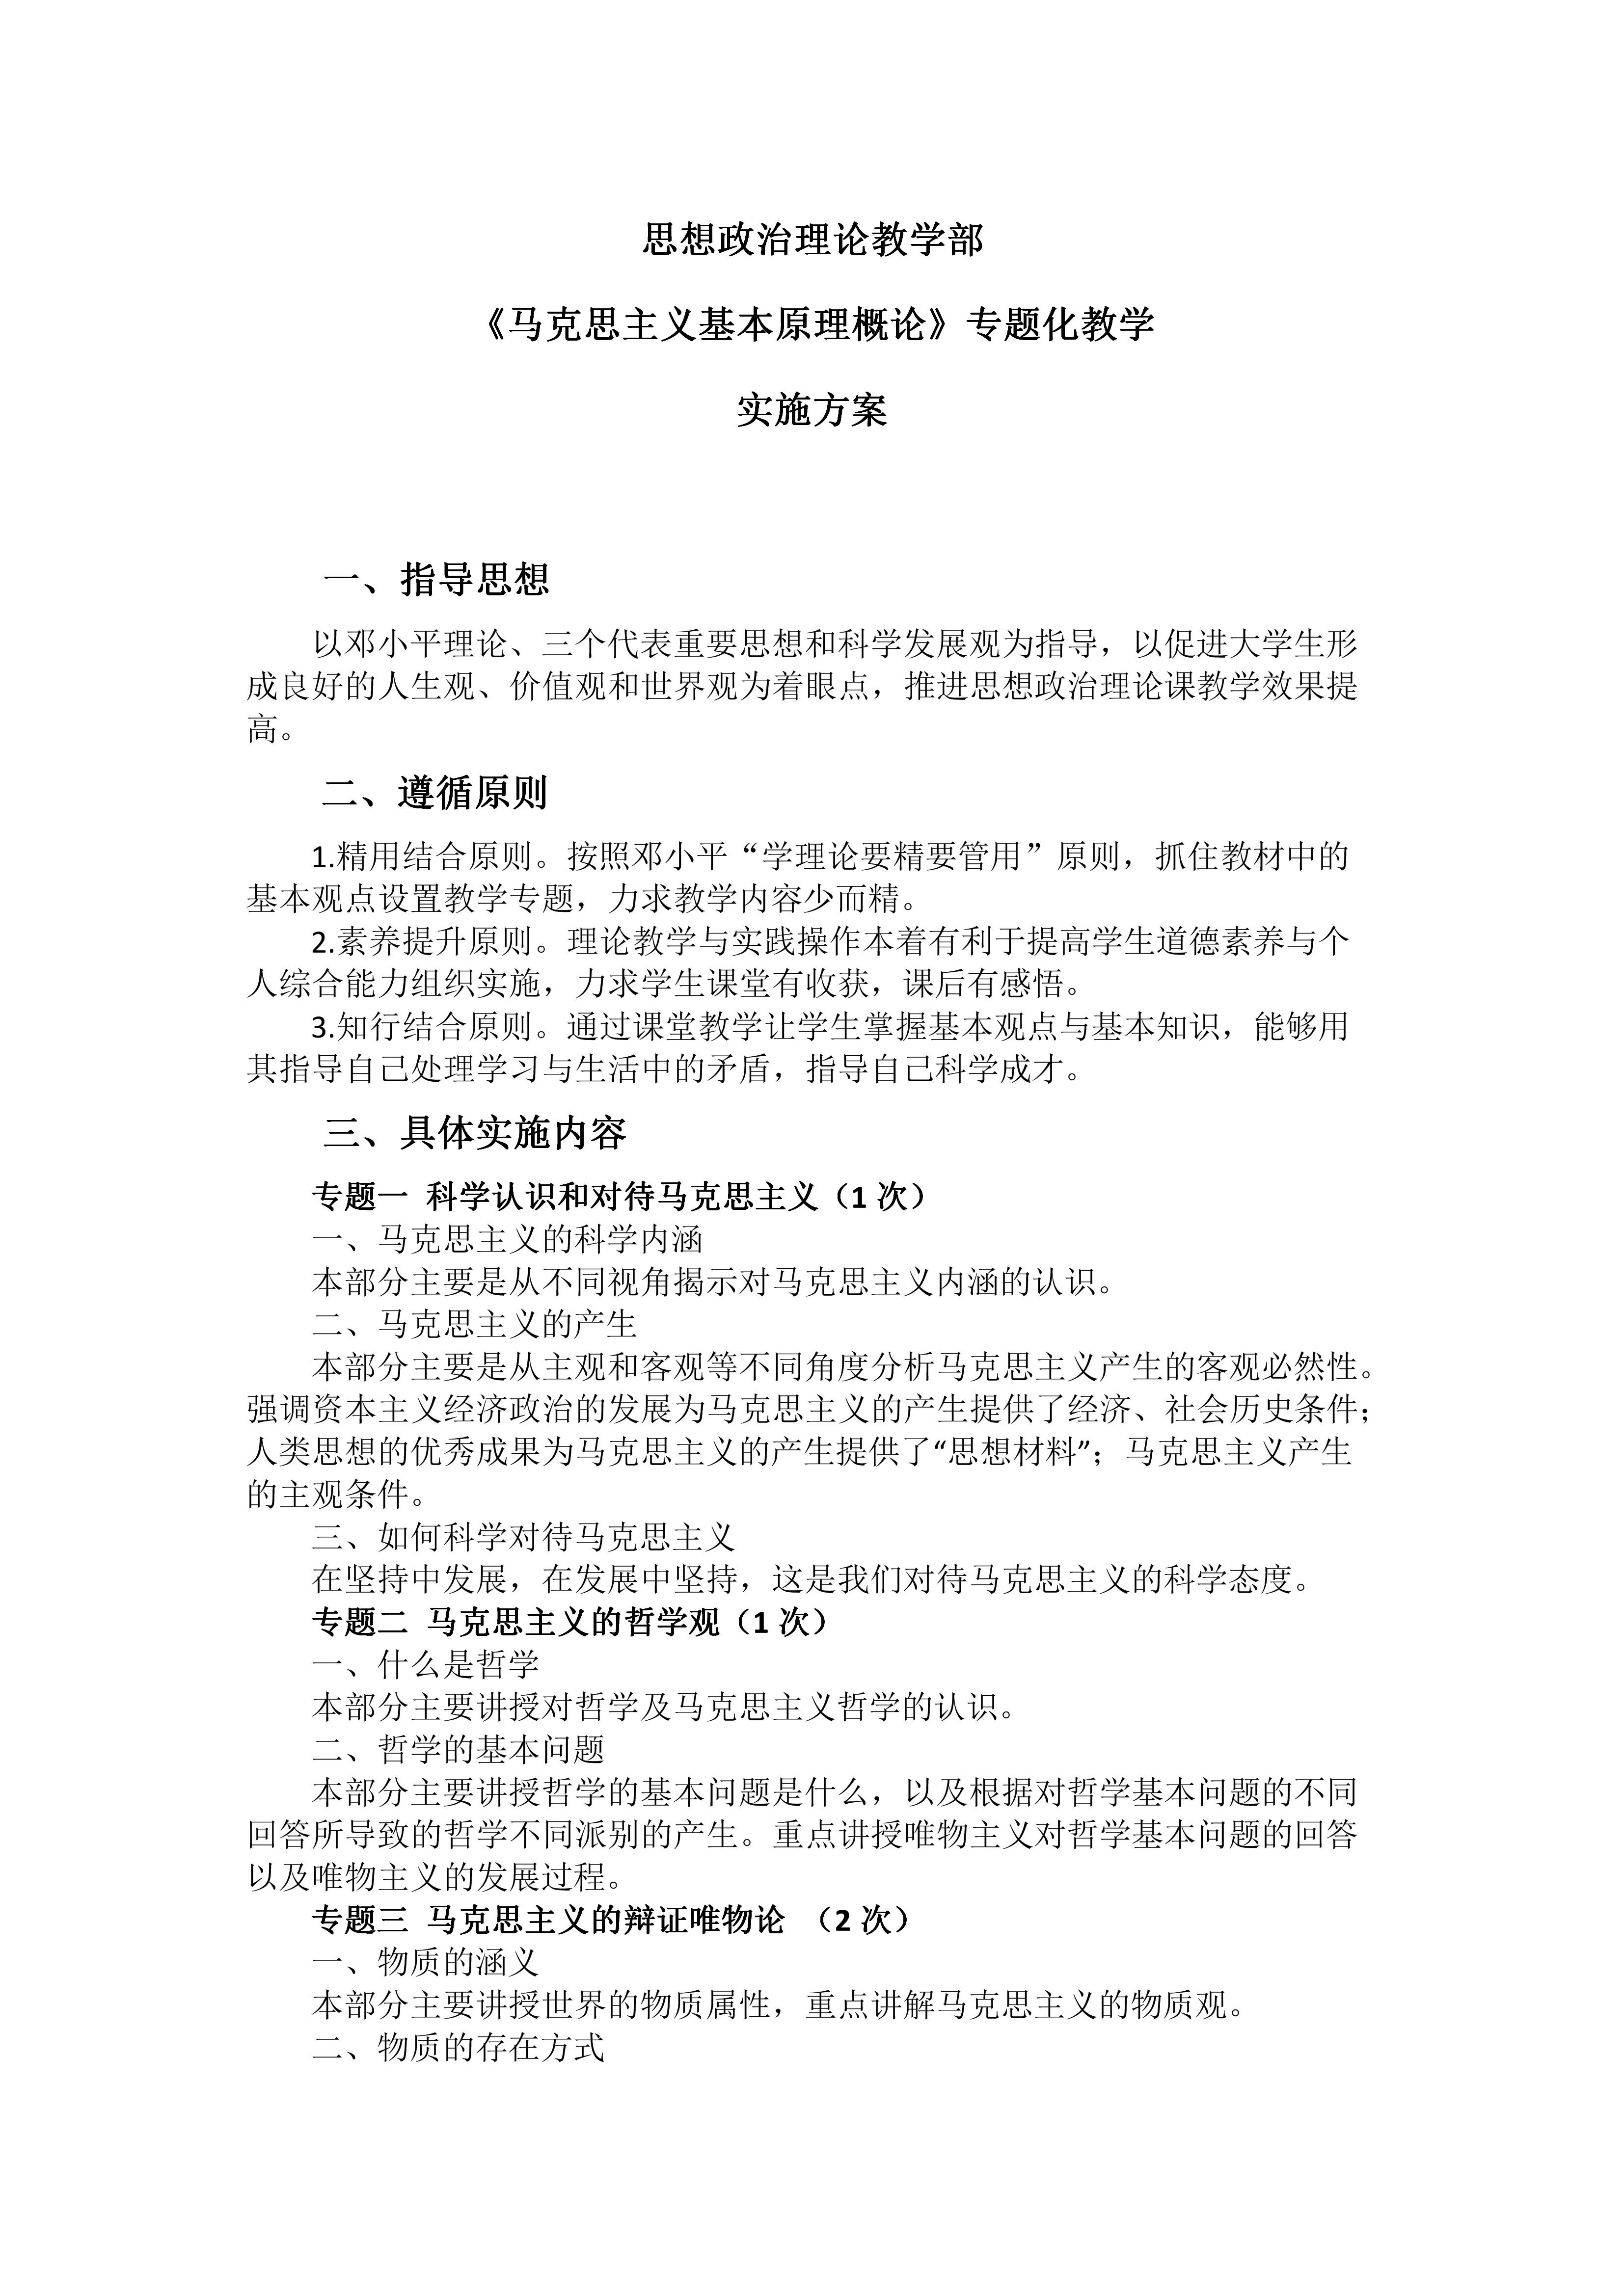 思想政治理论教学部
《马克思主义基本原理概论》专题化教学
实施方案
一、指导思想
以邓小平理论、三个代表重要思想和科学发展观为指导，以促进大学生形
成良好的人生观、价值观和世界观为着眼点，推进思想政治理论课教学效果提
高。
二、遵循原则
1.精用结合原则。按照邓小平“学理论要精要管用”原则，抓住教材中的
基本观点设置教学专题，力求教学内容少而精。
2.素养提升原则。理论教学与实践操作本着有利于提高学生道德素养与个
人综合能力组织实施，力求学生课堂有收获，课后有感悟。
3.知行结合原则。通过课堂教学让学生掌握基本观点与基本知识，能够用
其指导自己处理学习与生活中的矛盾，指导自己科学成才。
三、具体实施内容
专题一 科学认识和对待马克思主义（1 次）
一、马克思主义的科学内涵
本部分主要是从不同视角揭示对马克思主义内涵的认识。
二、马克思主义的产生
本部分主要是从主观和客观等不同角度分析马克思主义产生的客观必然性。
强调资本主义经济政治的发展为马克思主义的产生提供了经济、社会历史条件；
人类思想的优秀成果为马克思主义的产生提供了“思想材料”；马克思主义产生
的主观条件。
三、如何科学对待马克思主义
在坚持中发展，在发展中坚持，这是我们对待马克思主义的科学态度。
专题二 马克思主义的哲学观（1 次）
一、什么是哲学
本部分主要讲授对哲学及马克思主义哲学的认识。
二、哲学的基本问题
本部分主要讲授哲学的基本问题是什么，以及根据对哲学基本问题的不同
回答所导致的哲学不同派别的产生。重点讲授唯物主义对哲学基本问题的回答
以及唯物主义的发展过程。
专题三 马克思主义的辩证唯物论 （2 次）
一、物质的涵义
本部分主要讲授世界的物质属性，重点讲解马克思主义的物质观。
二、物质的存在方式